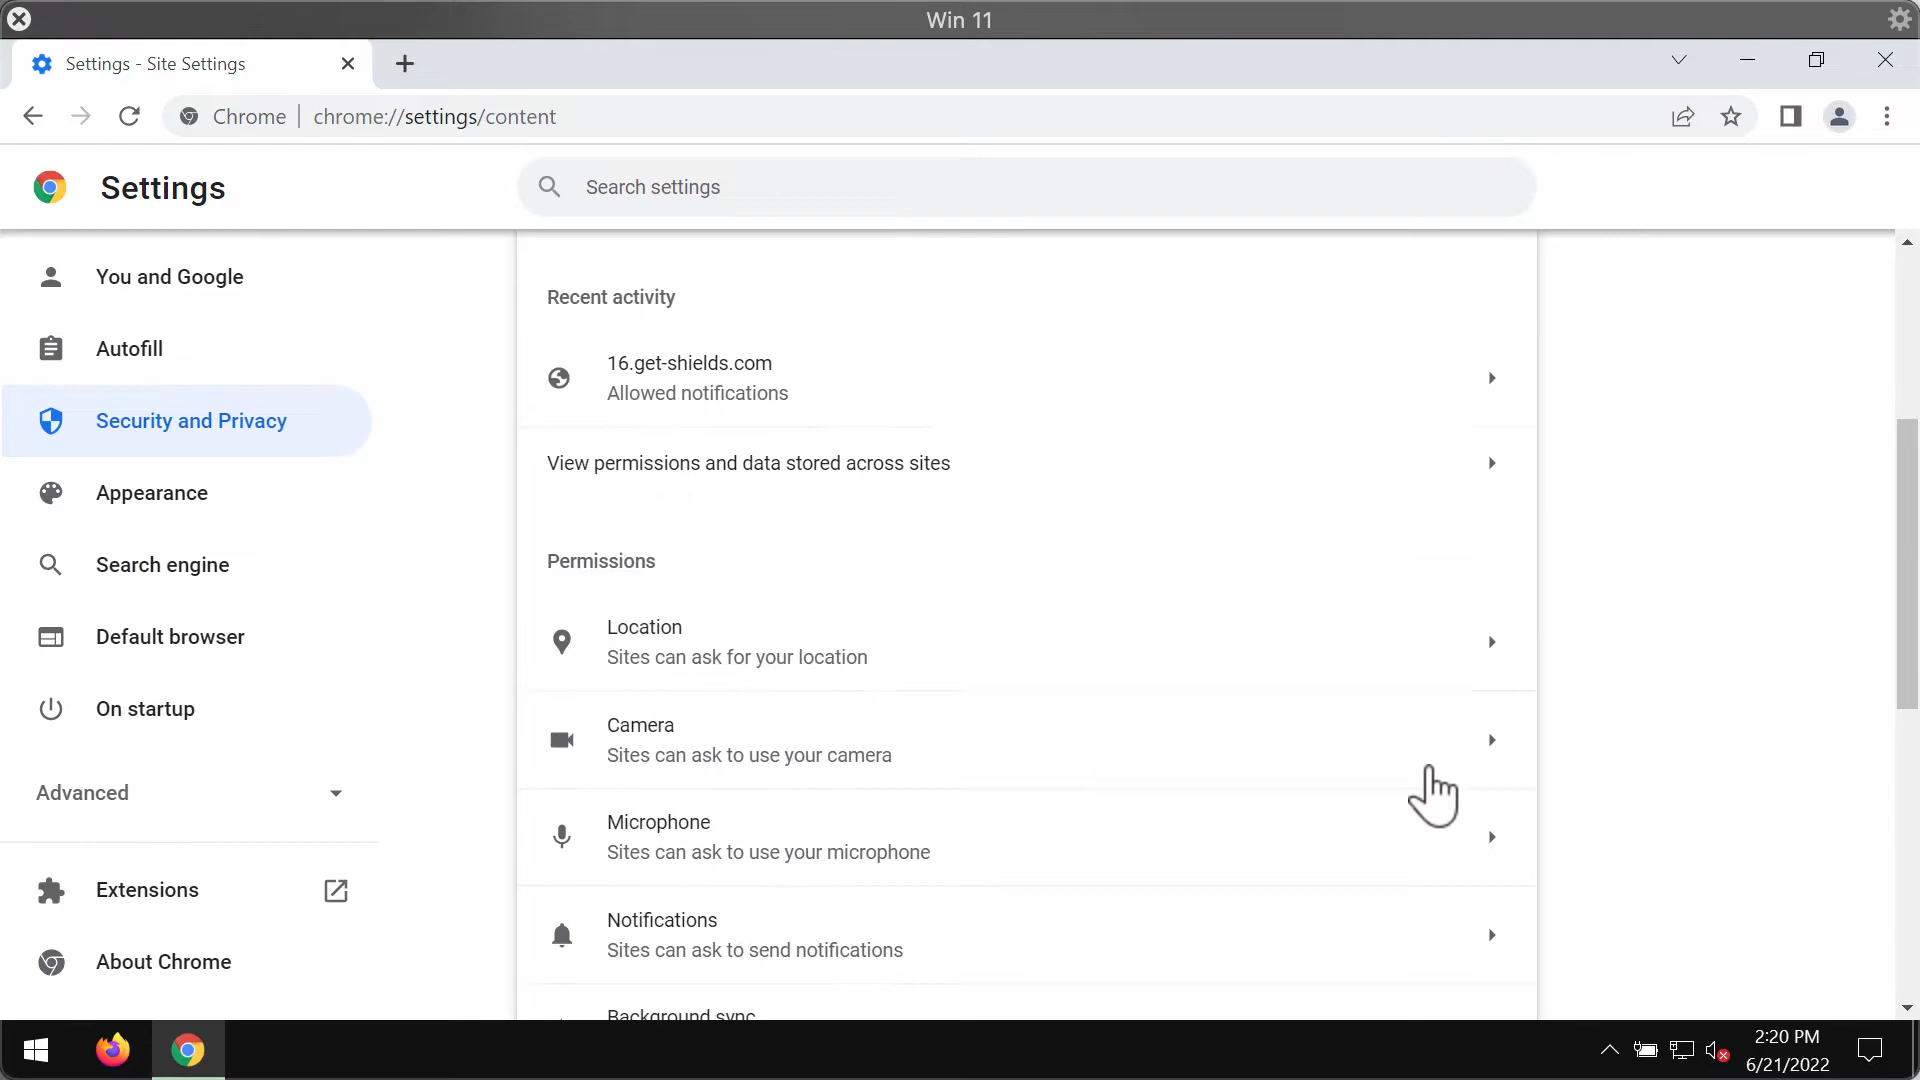 Win 11
Settings - Site Settings
Chrome
chrome://settings/content
Settings
Search settings
You and Google
Autofill
Security and Privacy
Appearance
Search engine
Default browser
On startup
Advanced
Extensions
About Chrome
Recent activity
16.get-shields.com
Allowed notifications
View permissions and data stored across sites
Permissions
Location
Sites can ask for your location
Camera
Sites can ask to use your camera
Microphone
Sites can ask to use your microphone
Notifications
Sites can ask to send notifications
Background sync
2:20 PM
6/21/2022